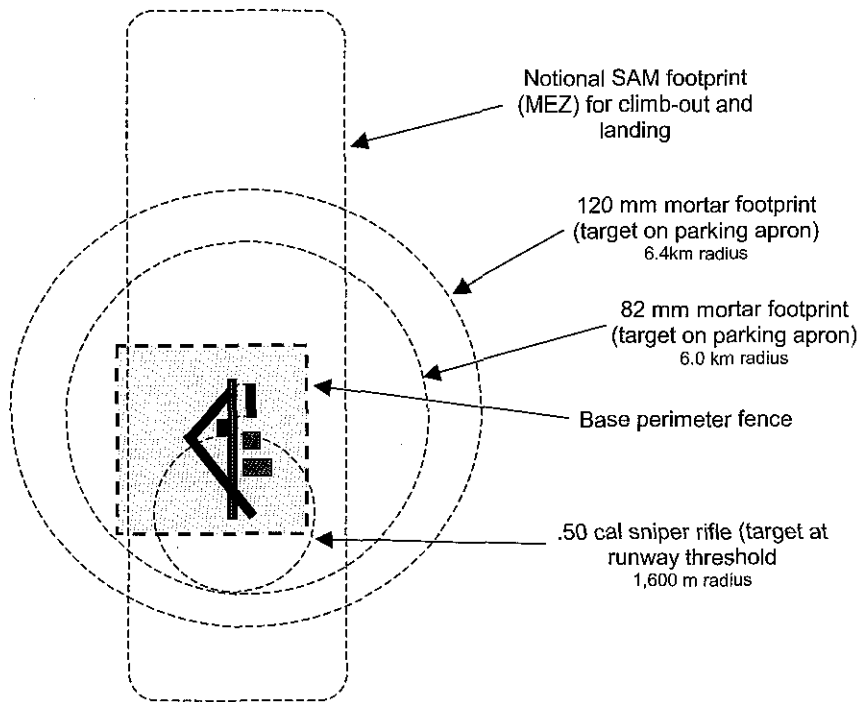 Notional SAM footprint
(MEZ) for climb-out and
landing
120 mm mortar footprint
(target on parking apron)
6.4km radius
82 mm mortar footprint
(target on parking apron)
6.0 km radius
Base perimeter fence
.50 cal sniper rifle (target at
runway threshold
1,600 m radius